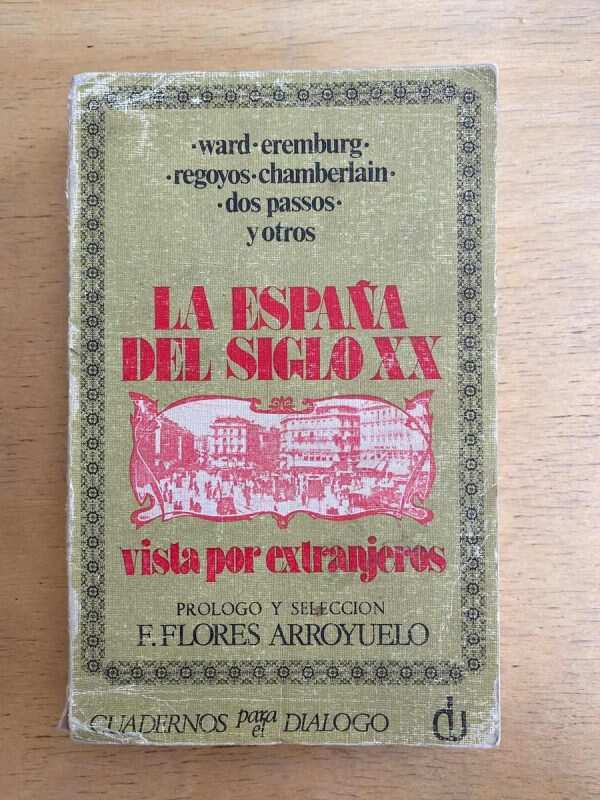 ·ward·eremburg·
·regoyos·chamberlain·
·dos passos·
y otros
LA ESPAÑA
DEL SIGLO XX
vista por extranjeros
PROLOGO Y SELECCION
F. FLORES ARROYUELO
CUADERNOS para el DIALOGO
du